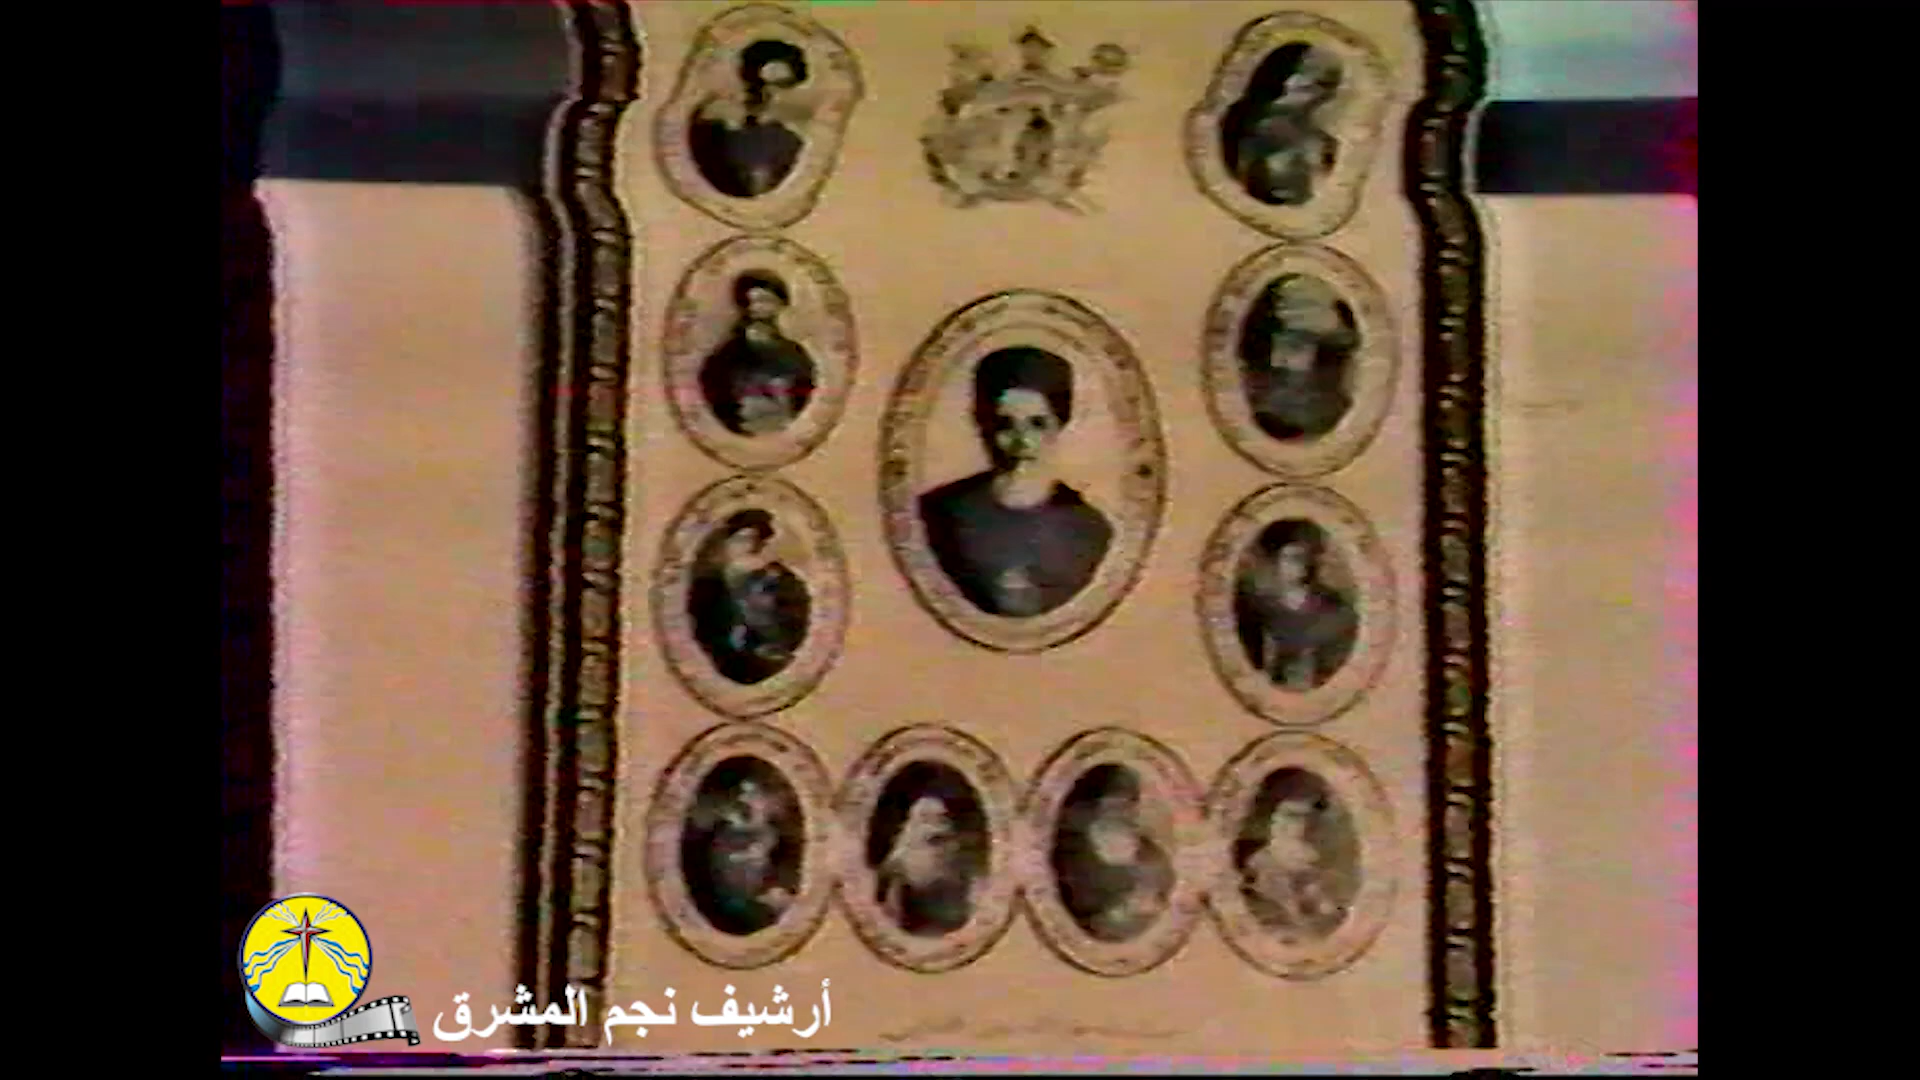 أرشيف نجم المشرق